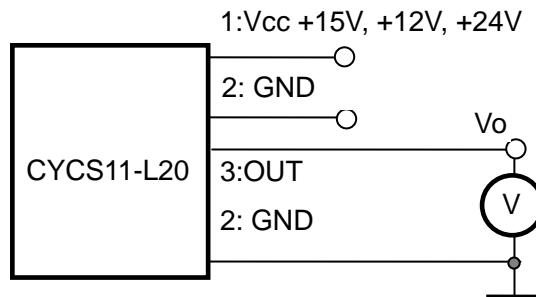 1:Vcc +15V, +12V, +24V
2: GND
Vo
CYCS11-L20
3:OUT
V
2: GND